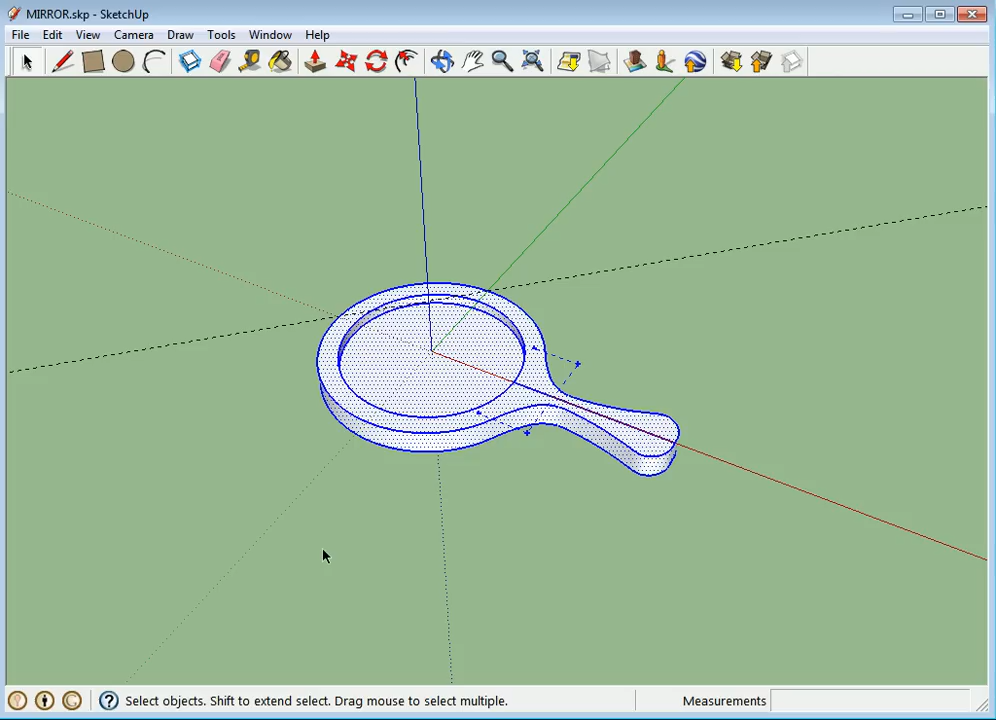 MIRROR.skp - SketchUp
File Edit View Camera Draw Tools Window Help
Select objects. Shift to extend select. Drag mouse to select multiple.
Measurements